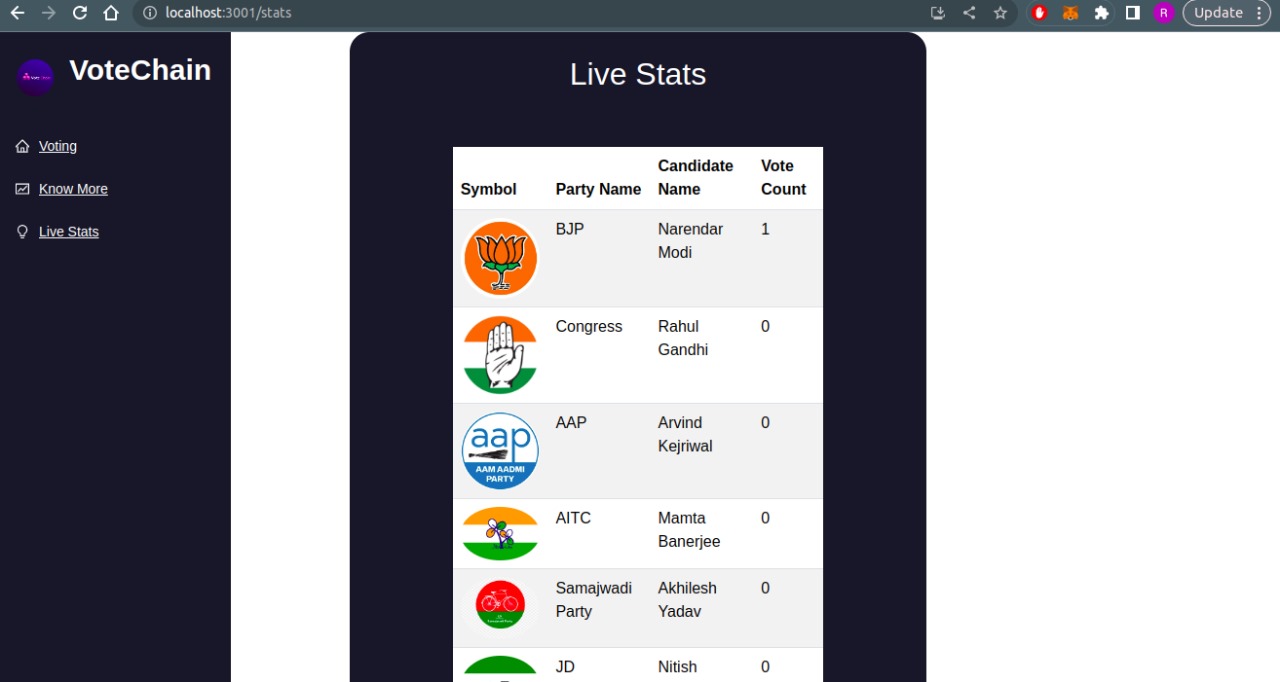 localhost:3001/stats
R
Update
VoteChain
Voting
Know More
Live Stats
Live Stats
Symbol Party Name Candidate Name Vote Count
BJP Narendar Modi 1
Congress Rahul Gandhi 0
AAP Arvind Kejriwal 0
aap
AAM AADMI
PARTY
AITC Mamta Banerjee 0
Samajwadi Party Akhilesh Yadav 0
JD Nitish 0